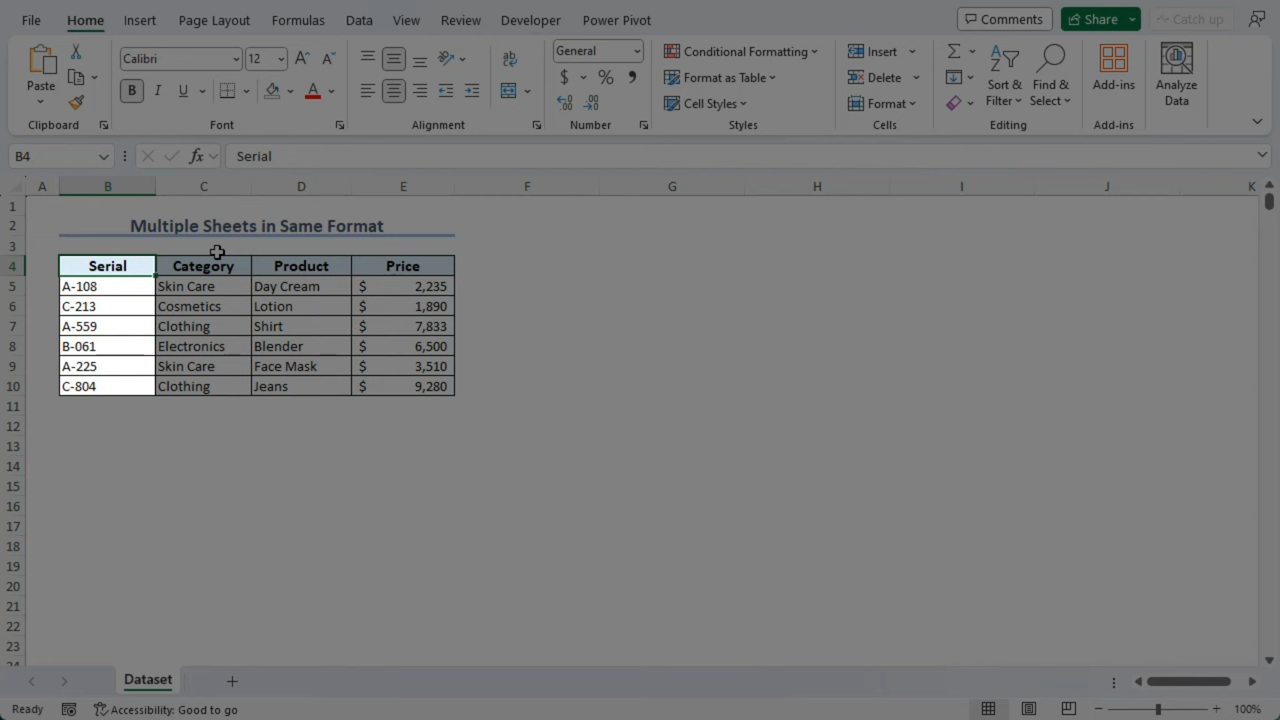 File Home Insert Page Layout Formulas Data View Review Developer Power Pivot Comments Share Catch up
Paste
Clipboard
Calibri 12
B I U A
Font
Alignment
General
$ % 9
Number
Conditional Formatting
Format as Table
Cell Styles
Styles
Insert
Delete
Format
Cells
Sort & Filter
Find & Select
Editing
Add-ins
Add-ins
Analyze Data
B4 fx Serial
A B C D E F G H I J K
1
2 Multiple Sheets in Same Format
3
4 Serial Category Product Price
5 A-108 Skin Care Day Cream $ 2,235
6 C-213 Cosmetics Lotion $ 1,890
7 A-559 Clothing Shirt $ 7,833
8 B-061 Electronics Blender $ 6,500
9 A-225 Skin Care Face Mask $ 3,510
10 C-804 Clothing Jeans $ 9,280
11
12
13
14
15
16
17
18
19
20
21
22
23
24
Dataset
Ready Accessibility: Good to go 100%